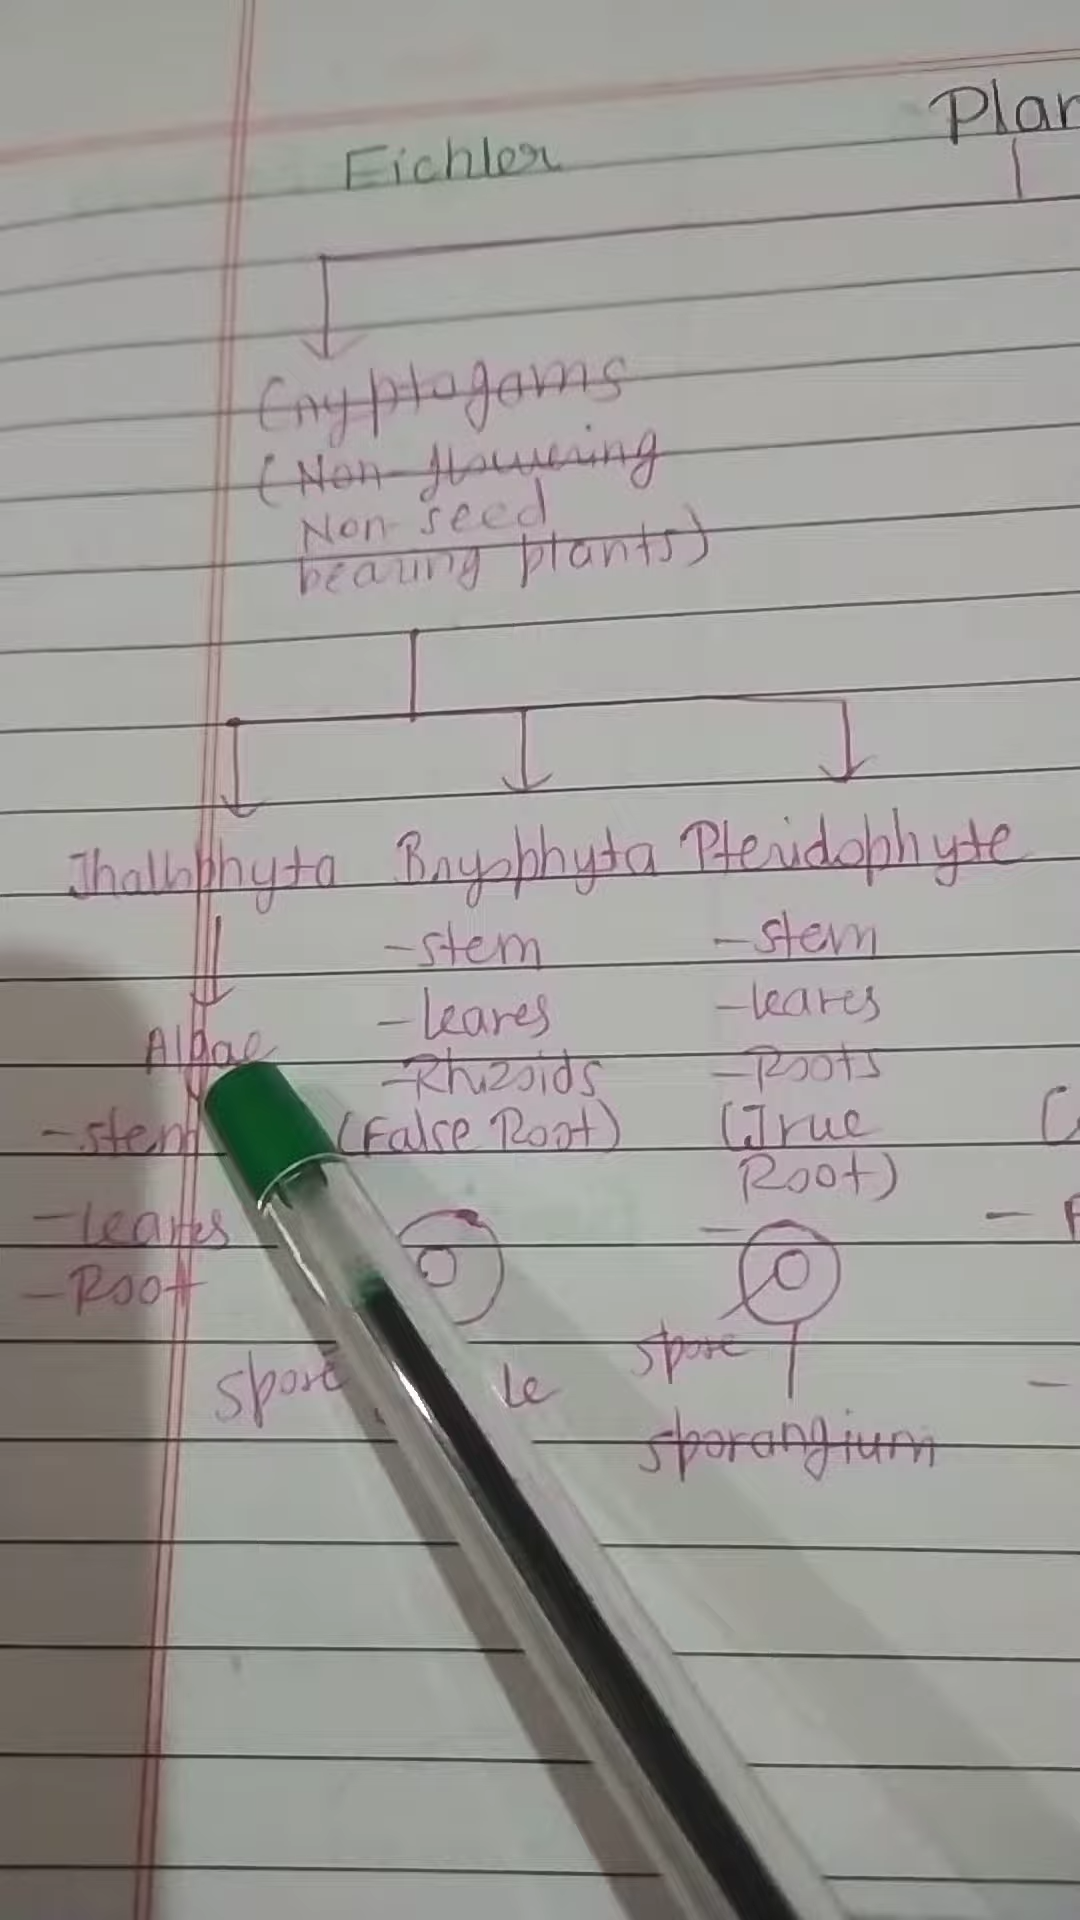 Eichler
Plan
Cryptogams
(Non-flowering
Non-seed
bearing plants)
Thallophyta Bryophyta Pteridophyte
Algae
-stem
-leaves
-Root
-stem
-leaves
-Rhizoids
(False Root)
Spore
le
-stem
-leaves
-Roots
(True
Root)
-
spore
sporangium
(
-
-